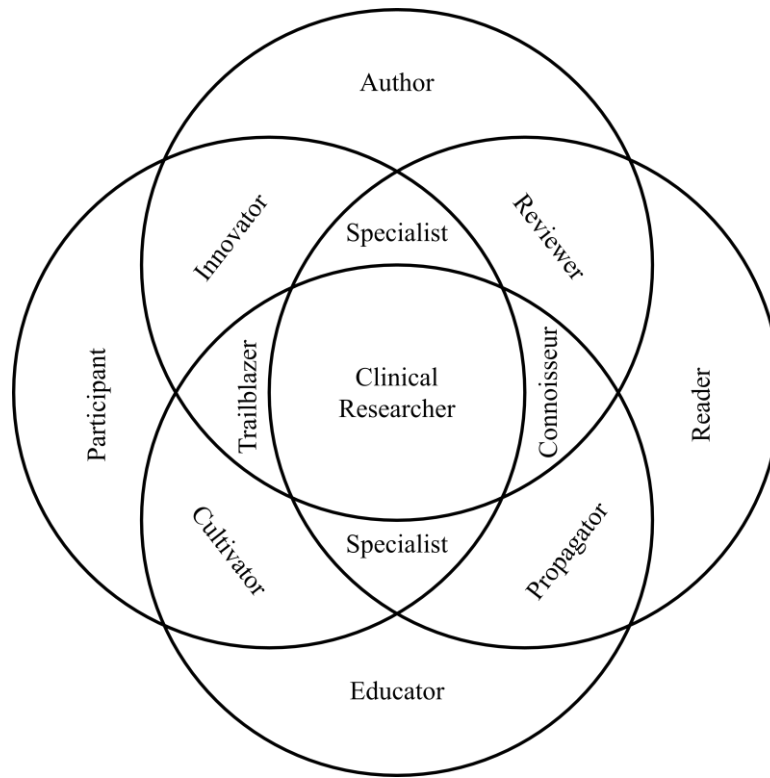 Author
Innovator
Specialist
Reviewer
Participant
Trailblazer
Clinical
Researcher
Connoisseur
Reader
Cultivator
Specialist
Propagator
Educator